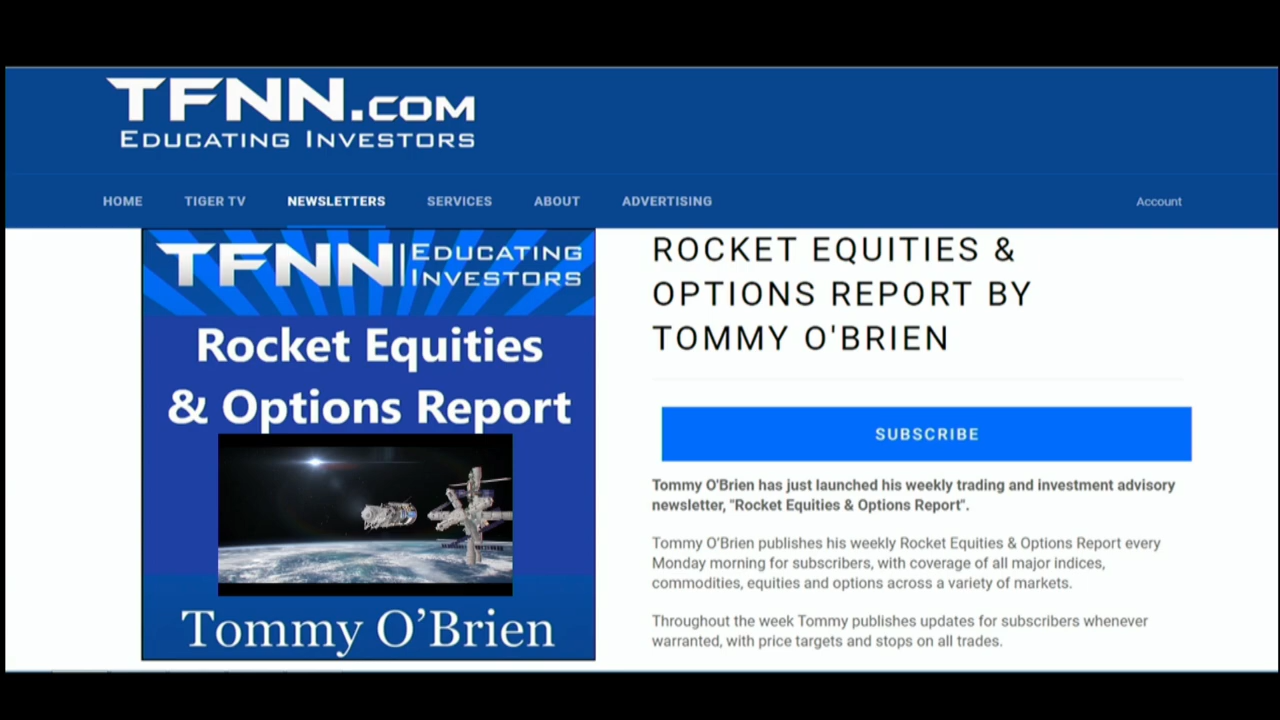 TFNN.COM
EDUCATING INVESTORS
HOME
TIGER TV
NEWSLETTERS
SERVICES
ABOUT
ADVERTISING
Account
TFNN
EDUCATING
INVESTORS
Rocket Equities
& Options Report
Tommy O’Brien
ROCKET EQUITIES &
OPTIONS REPORT BY
TOMMY O'BRIEN
SUBSCRIBE
Tommy O'Brien has just launched his weekly trading and investment advisory
newsletter, "Rocket Equities & Options Report".
Tommy O'Brien publishes his weekly Rocket Equities & Options Report every
Monday morning for subscribers, with coverage of all major indices,
commodities, equities and options across a variety of markets.
Throughout the week Tommy publishes updates for subscribers whenever
warranted, with price targets and stops on all trades.